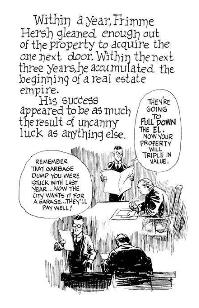 Within a year, Frimme
Hersh gleaned enough out
of the property to acquire the
one next door. Within the next
three years, he accumulated the
beginning of a real estate
empire.
His success
appeared to be as much
the result of uncanny
luck as anything else.
THEY'RE
GOING
TO
PULL DOWN
THE EL.
NOW YOUR
PROPERTY
WILL
TRIPLE IN
VALUE.
REMEMBER
THAT GARBAGE
DUMP YOU WERE
STUCK WITH LAST
YEAR... NOW THE
CITY WANTS IT FOR
A GARAGE...THEY'LL
PAY WELL!